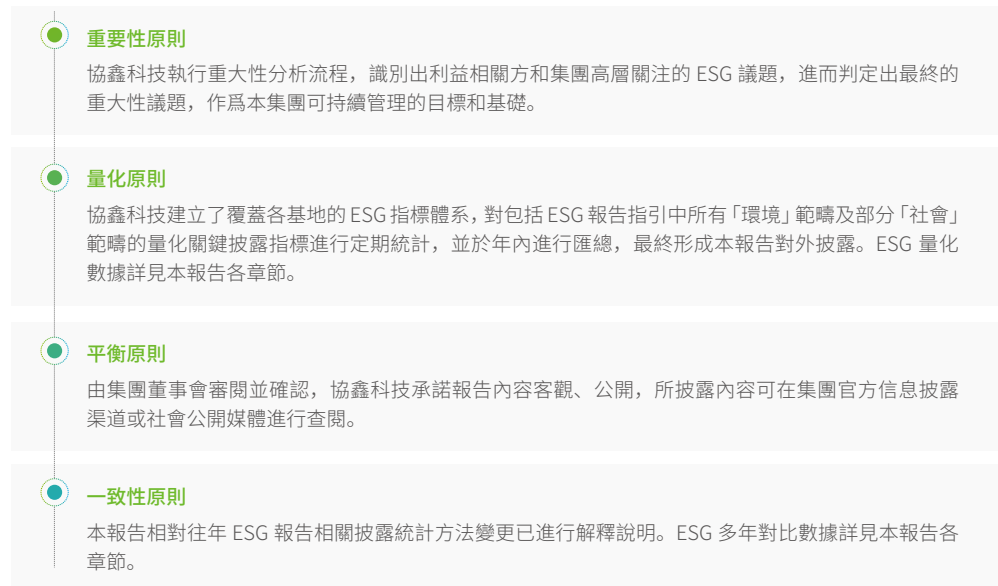 重要性原則
協鑫科技執行重大性分析流程，識別出利益相關方和集團高層關注的 ESG 議題，進而判定出最終的
重大性議題，作爲本集團可持續管理的目標和基礎。
量化原則
協鑫科技建立了覆蓋各基地的 ESG 指標體系，對包括 ESG 報告指引中所有「環境」範疇及部分「社會」
範疇的量化關鍵披露指標進行定期統計，並於年內進行匯總，最終形成本報告對外披露。ESG 量化
數據詳見本報告各章節。
平衡原則
由集團董事會審閱並確認，協鑫科技承諾報告內容客觀、公開，所披露內容可在集團官方信息披露
渠道或社會公開媒體進行查閱。
一致性原則
本報告相對往年 ESG 報告相關披露統計方法變更已進行解釋說明。ESG 多年對比數據詳見本報告各
章節。